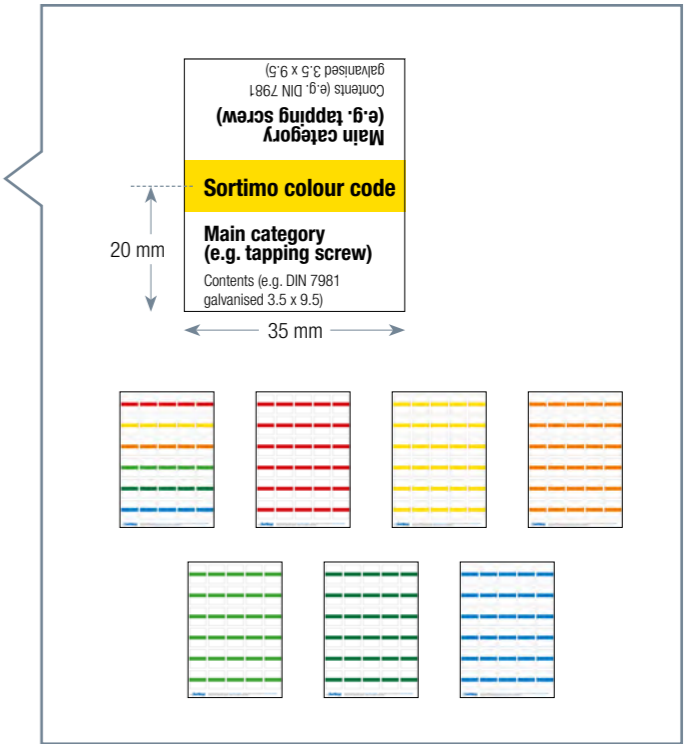 galvanised 3.5 x 9.5)
Contents (e.g. DIN 7981
(e.g. tapping screw)
Main category
Sortimo colour code
20 mm
Main category
(e.g. tapping screw)
Contents (e.g. DIN 7981
galvanised 3.5 x 9.5)
35 mm